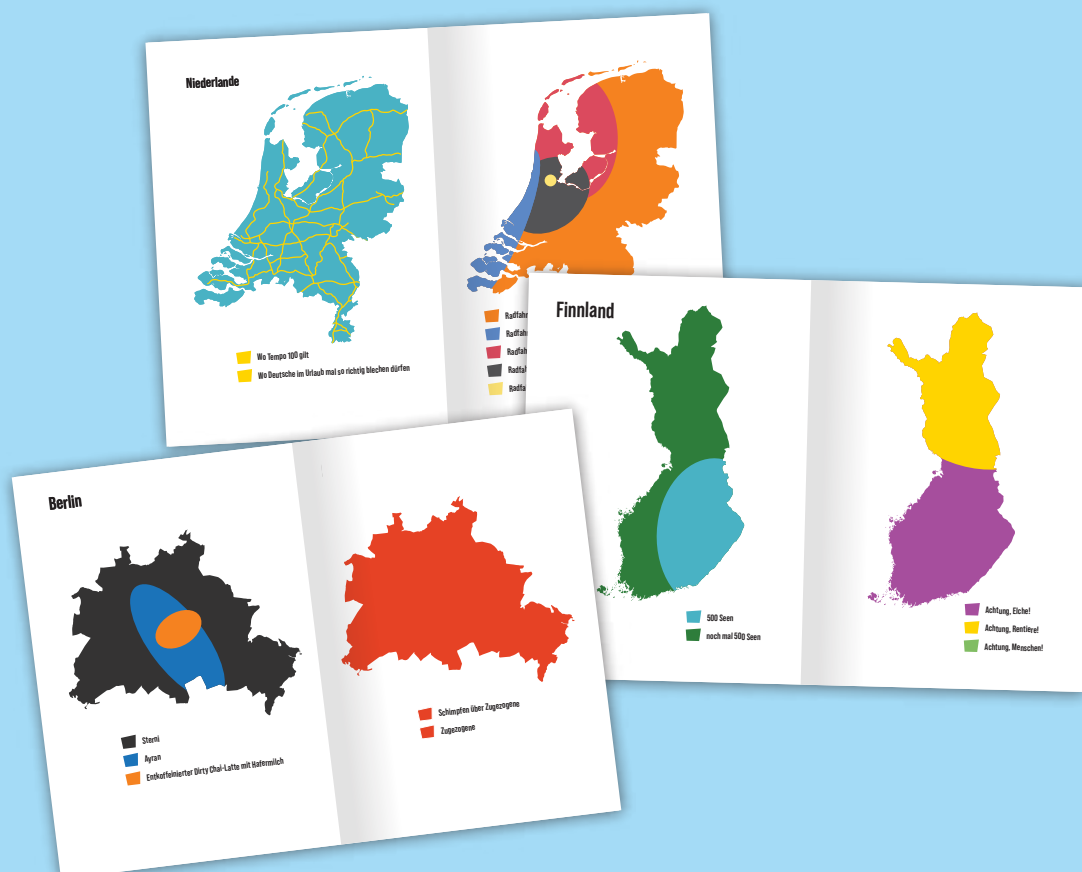 Niederlande
Wo Tempo 100 gilt
Wo Deutsche im Urlaub mal so richtig blechen dürfen
Finnland
500 Seen
noch mal 500 Seen
Achtung, Elche!
Achtung, Rentiere!
Achtung, Menschen!
Berlin
Sterni
Ayran
Entkoffeinierter Dirty Chai-Latte mit Hafermilch
Schimpfen über Zugezogene
Zugezogene